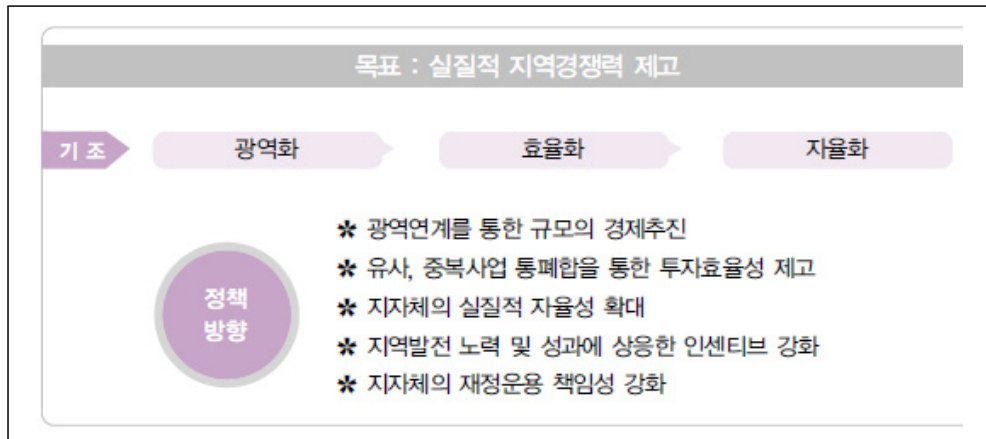 목표 : 실질적 지역경쟁력 제고
기 조 광역화 효율화 자율화
정책
방향
✲ 광역연계를 통한 규모의 경제추진
✲ 유사, 중복사업 통폐합을 통한 투자효율성 제고
✲ 지자체의 실질적 자율성 확대
✲ 지역발전 노력 및 성과에 상응한 인센티브 강화
✲ 지자체의 재정운용 책임성 강화